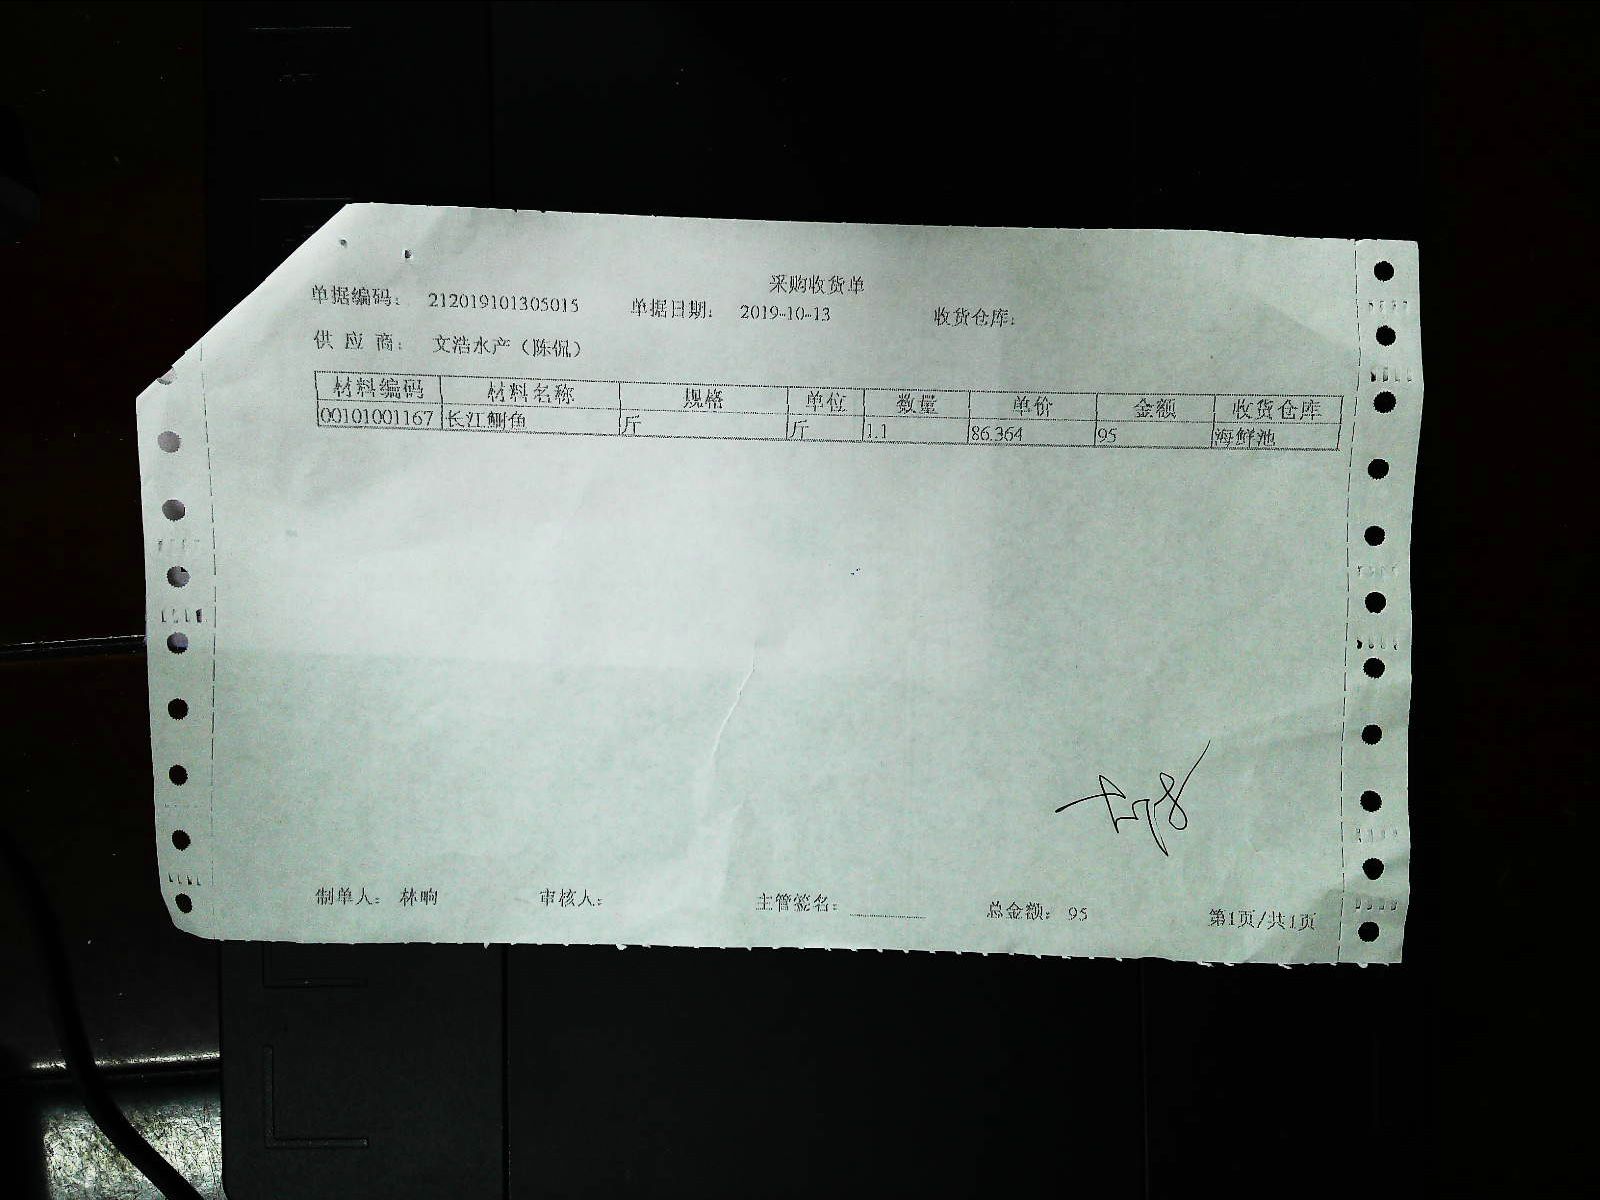 采购收货单
单据编码: 212019101305015 单据日期: 2019-10-13 收货仓库:
供应商: 文浩水产（陈侃）
材料编码 材料名称 规格 单位 数量 单价 金额 收货仓库
00101001167 长江鮰鱼 斤 斤 1.1 86.364 95 海鲜池
制单人: 林晌 审核人: 主管签名: 总金额: 95 第1页/共1页